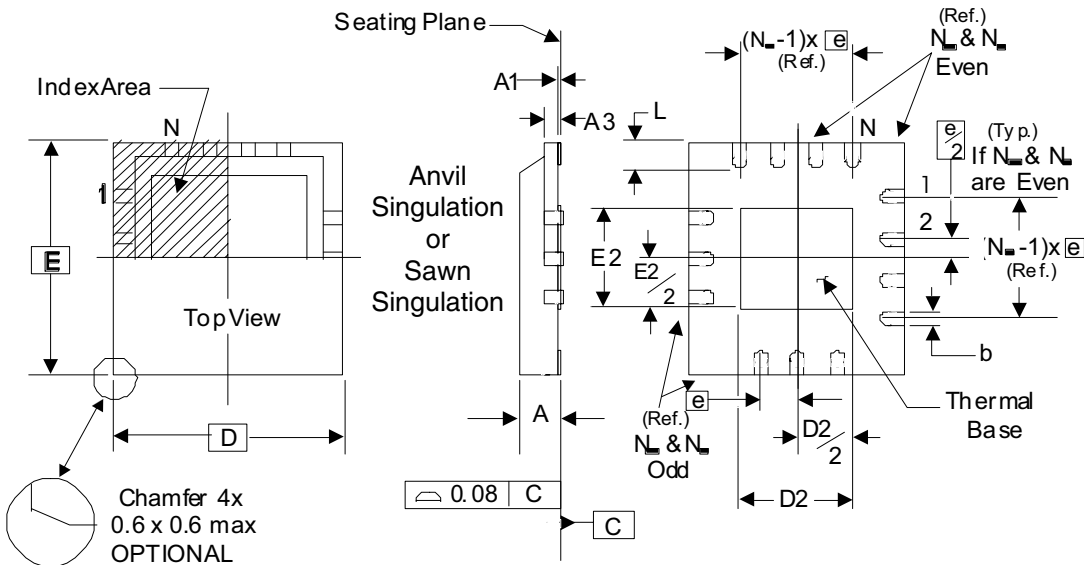 Seating Plane
IndexArea
N
1
E
TopView
D
Chamfer 4x
0.6 x 0.6 max
OPTIONAL
A1
A3
Anvil
Singulation
or
Sawn
Singulation
A
0.08 C
C
L
(N -1)x e
(Ref.)
(Ref.)
N & N
Even
N
e/2
(Typ.)
If N & N
are Even
1
2
(N -1)x e
(Ref.)
E2
E2/2
b
Thermal
Base
e
(Ref.)
N & N
Odd
D2/2
D2